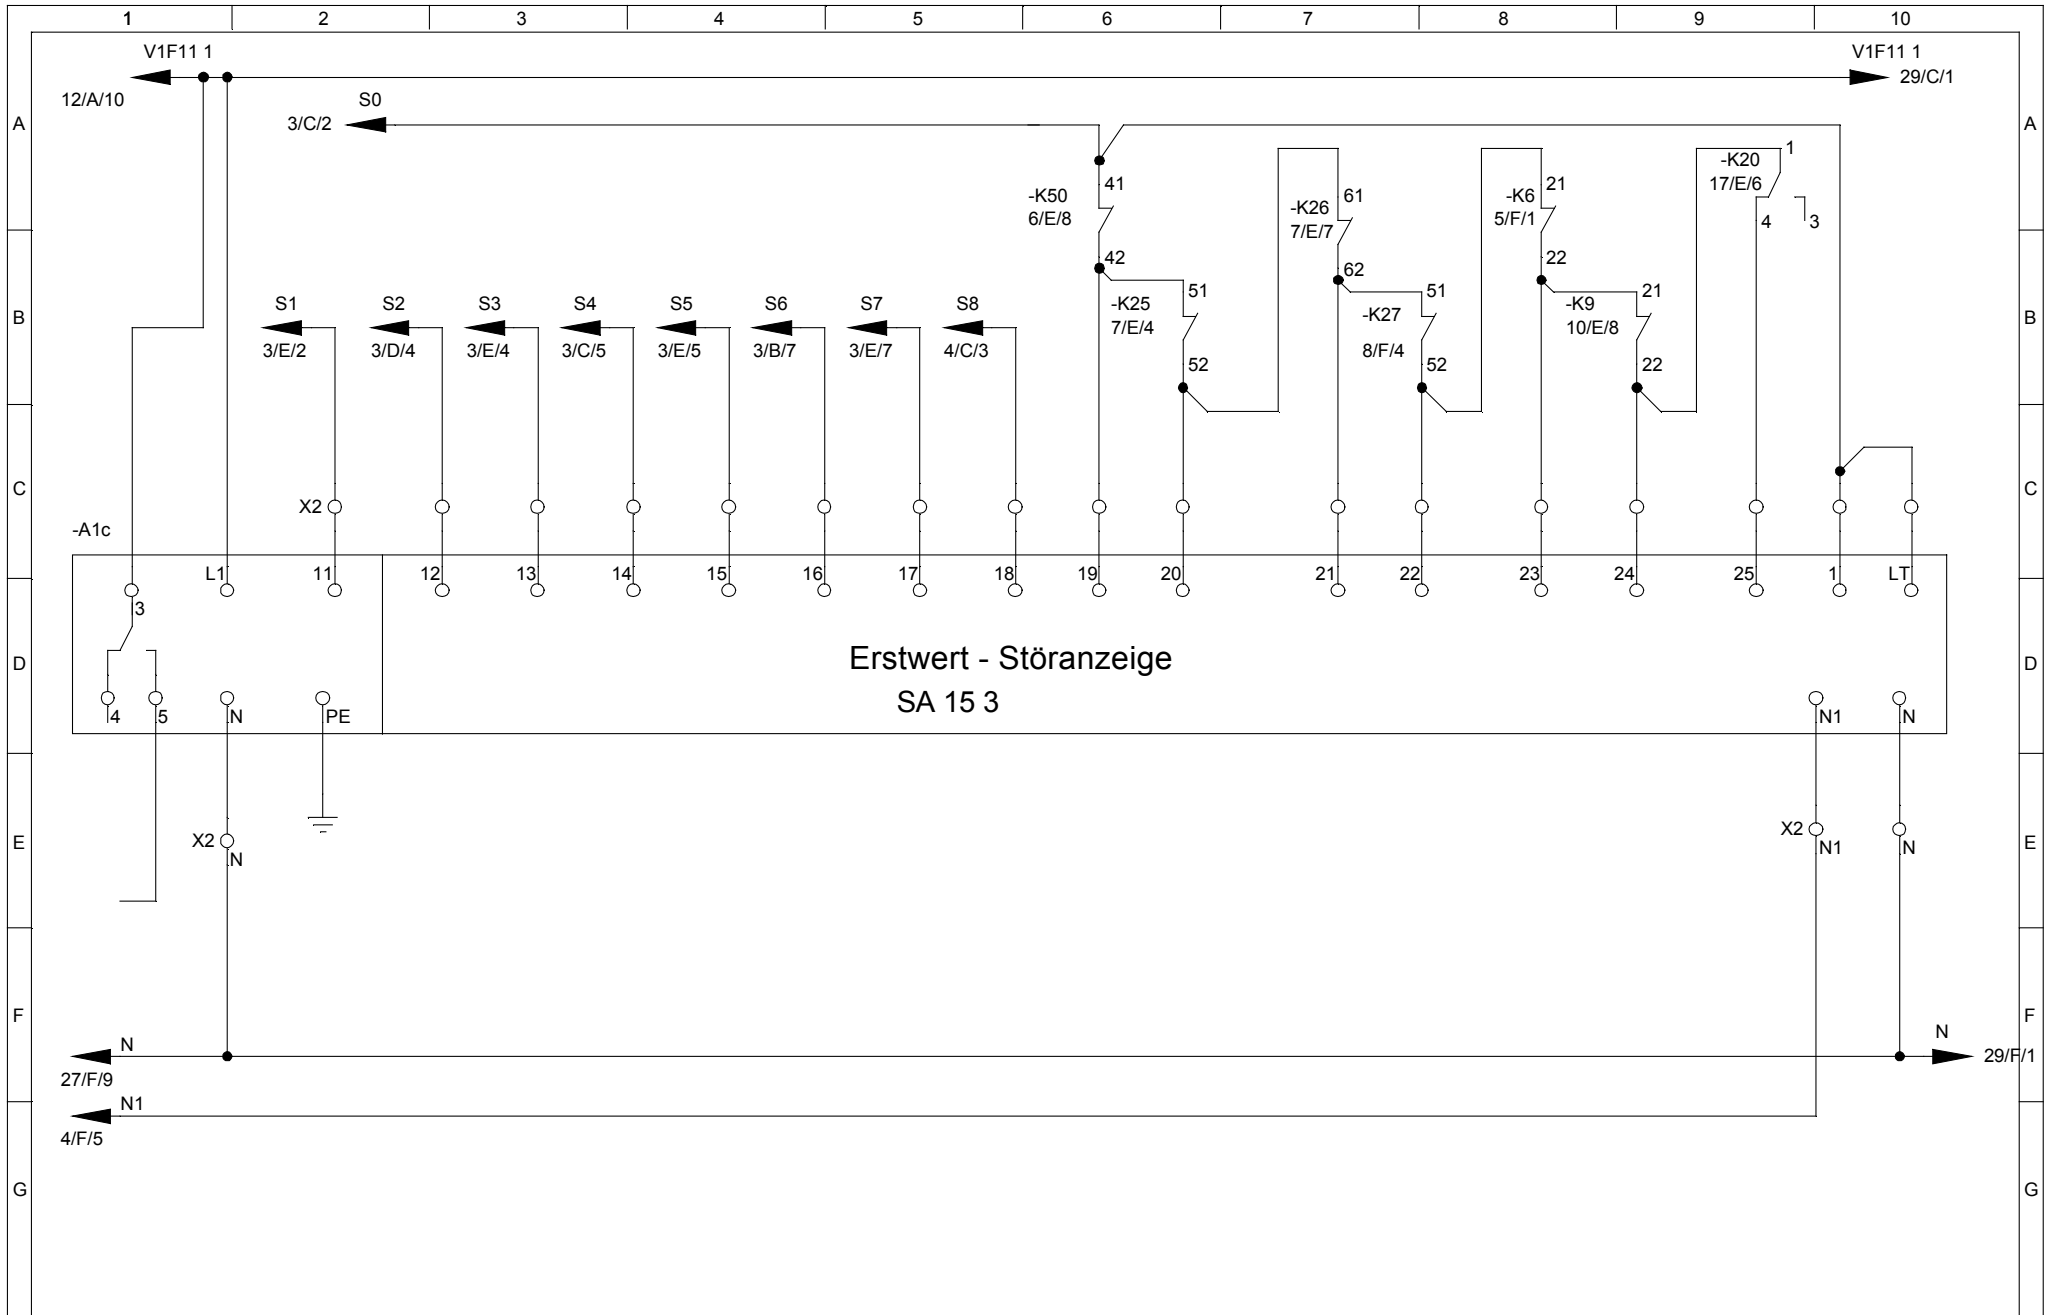 1 2 3 4 5 6 7 8 9 10
V1F11 1 V1F11 1
12/A/10 29/C/1
S0
3/C/2
A A
-K20 1
17/E/6
4 3
-K50 41
6/E/8
42
-K26 61
7/E/7
62
-K6 21
5/F/1
22
S1 S2 S3 S4 S5 S6 S7 S8
3/E/2 3/D/4 3/E/4 3/C/5 3/E/5 3/B/7 3/E/7 4/C/3
B B
-K25 51
7/E/4
52
-K27 51
8/F/4
52
-K9 21
10/E/8
22
C C
X2
-A1c
L1 11 12 13 14 15 16 17 18 19 20 21 22 23 24 25 1 LT
3
Erstwert - Störanzeige
SA 15 3
D D
4 5 N PE N1 N
X2 X2
N N1 N
E E
F F
N N
27/F/9 29/F/1
N1
4/F/5
G G